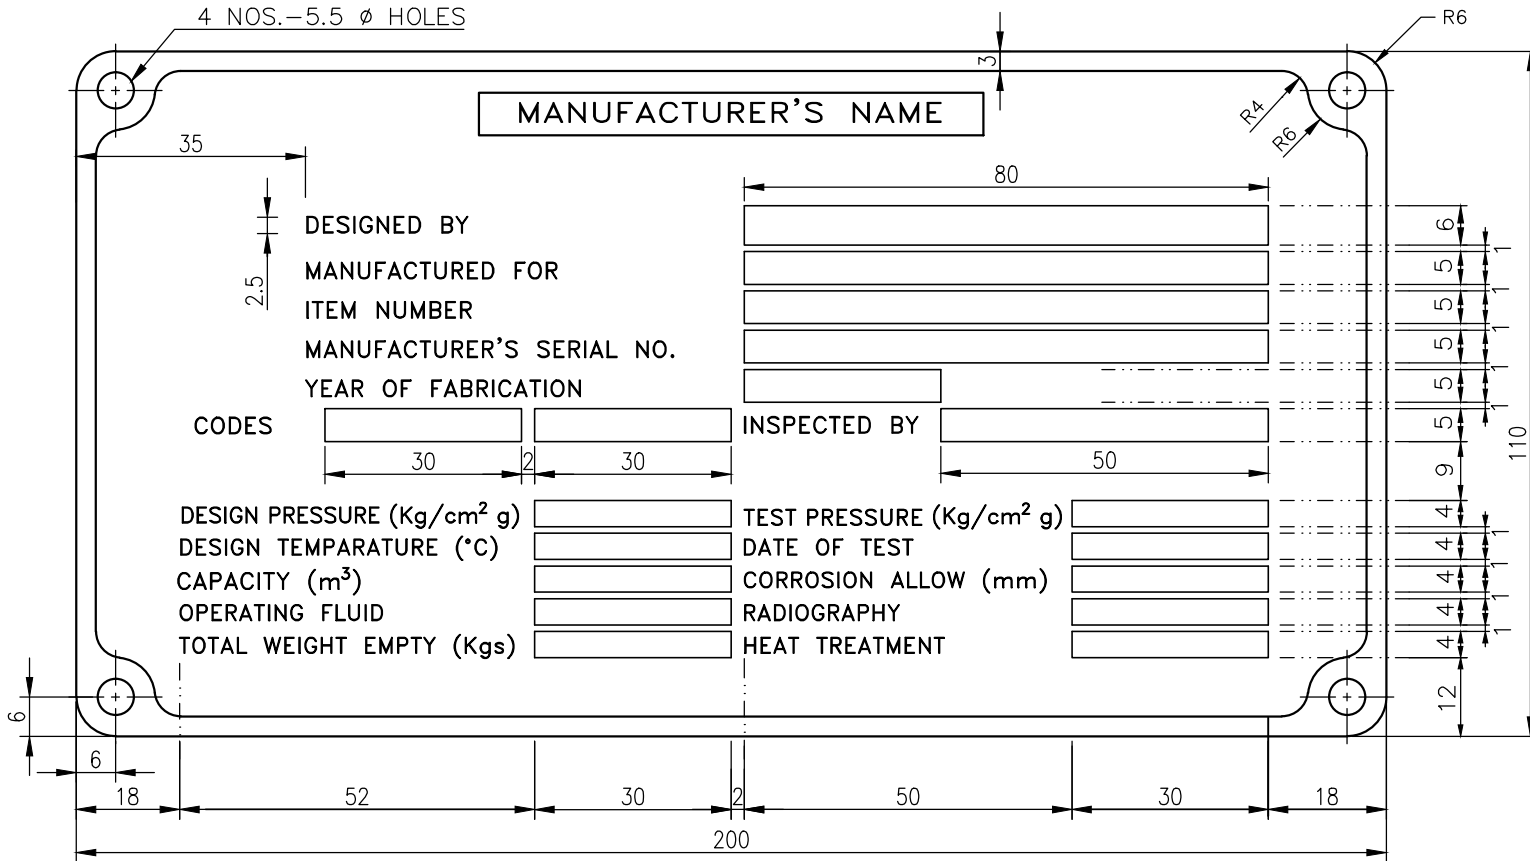 4 NOS.-5.5 ø HOLES
R6
3
MANUFACTURER'S NAME
R4
R6
35
80
DESIGNED BY
6
1
2.5
MANUFACTURED FOR
5
1
ITEM NUMBER
5
1
MANUFACTURER'S SERIAL NO.
5
1
YEAR OF FABRICATION
5
1
CODES
INSPECTED BY
5
110
30
2
30
50
9
DESIGN PRESSURE (Kg/cm² g)
TEST PRESSURE (Kg/cm² g)
4
1
DESIGN TEMPARATURE (°C)
DATE OF TEST
4
1
CAPACITY (m³)
CORROSION ALLOW (mm)
4
1
OPERATING FLUID
RADIOGRAPHY
4
1
TOTAL WEIGHT EMPTY (Kgs)
HEAT TREATMENT
4
12
6
6
18
52
30
2
50
30
18
200